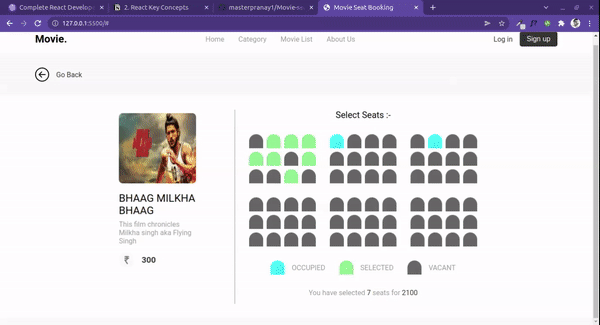 Complete React Develop
2. React Key Concepts
masterpranay1/Movie-se
Movie Seat Booking
127.0.0.1:5500/#
Movie.
Home
Category
Movie List
About Us
Log in
Sign up
Go Back
Select Seats :-
BHAAG MILKHA
BHAAG
This film chronicles
Milkha singh aka Flying
Singh
₹ 300
OCCUPIED
SELECTED
VACANT
You have selected 7 seats for 2100